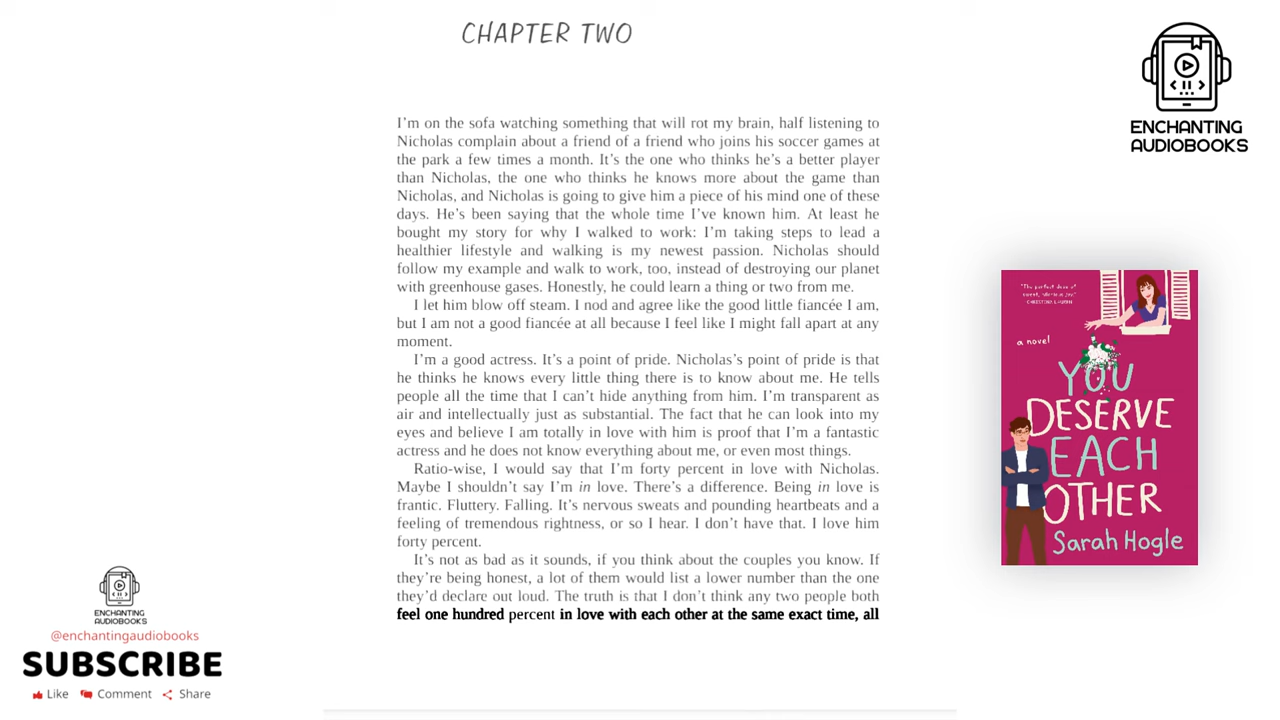 CHAPTER TWO
I'm on the sofa watching something that will rot my brain, half listening to
Nicholas complain about a friend of a friend who joins his soccer games at
the park a few times a month. It's the one who thinks he's a better player
than Nicholas, the one who thinks he knows more about the game than
Nicholas, and Nicholas is going to give him a piece of his mind one of these
days. He's been saying that the whole time I've known him. At least he
bought my story for why I walked to work: I'm taking steps to lead a
healthier lifestyle and walking is my newest passion. Nicholas should
follow my example and walk to work, too, instead of destroying our planet
with greenhouse gases. Honestly, he could learn a thing or two from me.
I let him blow off steam. I nod and agree like the good little fiancée I am,
but I am not a good fiancée at all because I feel like I might fall apart at any
moment.
I'm a good actress. It's a point of pride. Nicholas's point of pride is that
he thinks he knows every little thing there is to know about me. He tells
people all the time that I can't hide anything from him. I'm transparent as
air and intellectually just as substantial. The fact that he can look into my
eyes and believe I am totally in love with him is proof that I'm a fantastic
actress and he does not know everything about me, or even most things.
Ratio-wise, I would say that I'm forty percent in love with Nicholas.
Maybe I shouldn't say I'm in love. There's a difference. Being in love is
frantic. Fluttery. Falling. It's nervous sweats and pounding heartbeats and a
feeling of tremendous rightness, or so I hear. I don't have that. I love him
forty percent.
It's not as bad as it sounds, if you think about the couples you know. If
they're being honest, a lot of them would list a lower number than the one
they'd declare out loud. The truth is that I don't think any two people both
feel one hundred percent in love with each other at the same exact time, all
ENCHANTING
AUDIOBOOKS
"The perfect dose of
CHRISTINA LAUREN
a novel
YOU
DESERVE
EACH
OTHER
Sarah Hogle
ENCHANTING
AUDIOBOOKS
@enchantingaudiobooks
SUBSCRIBE
Like Comment Share